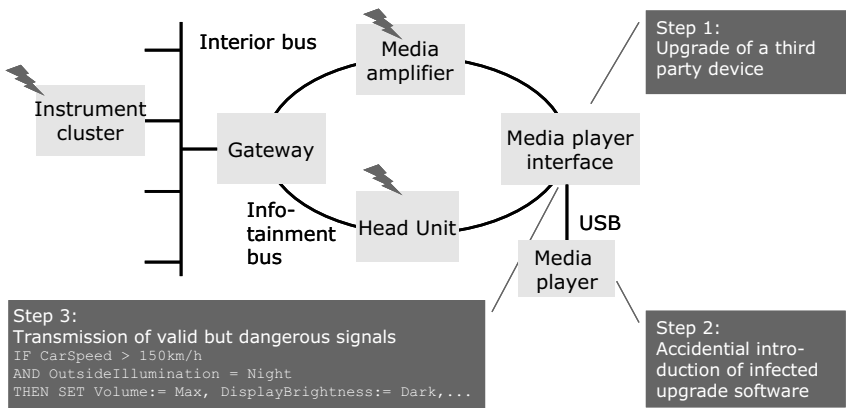 Interior bus
Media
amplifier
Step 1:
Upgrade of a third
party device
Instrument
cluster
Gateway
Media player
interface
Info-
tainment
bus
Head Unit
USB
Media
player
Step 3:
Transmission of valid but dangerous signals
IF CarSpeed > 150km/h
AND OutsideIllumination = Night
THEN SET Volume:= Max, DisplayBrightness:= Dark,...
Step 2:
Accidential intro-
duction of infected
upgrade software